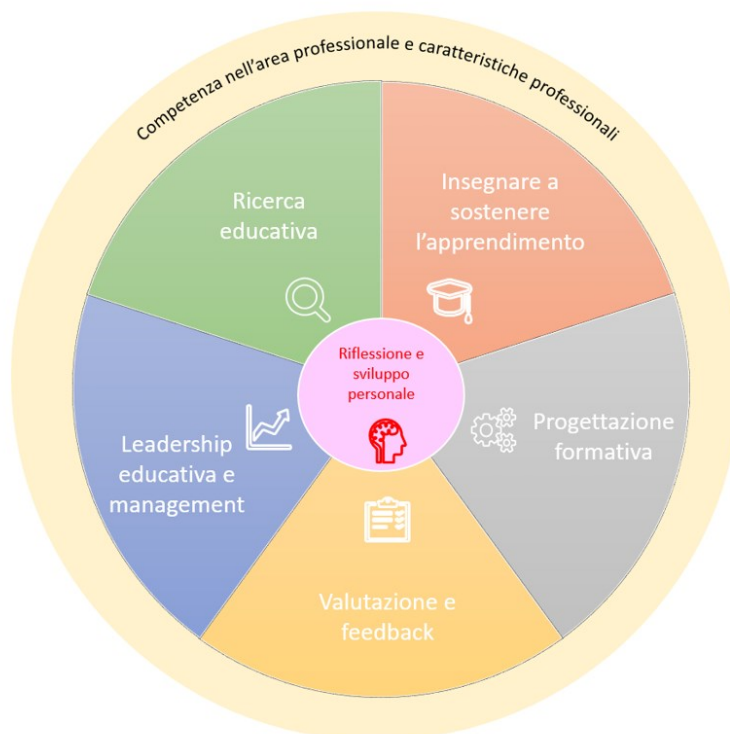 Competenza nell'area professionale e caratteristiche professionali
Ricerca
educativa
Insegnare a
sostenere
l'apprendimento
Riflessione e
sviluppo
personale
Progettazione
formativa
Leadership
educativa e
management
Valutazione e
feedback